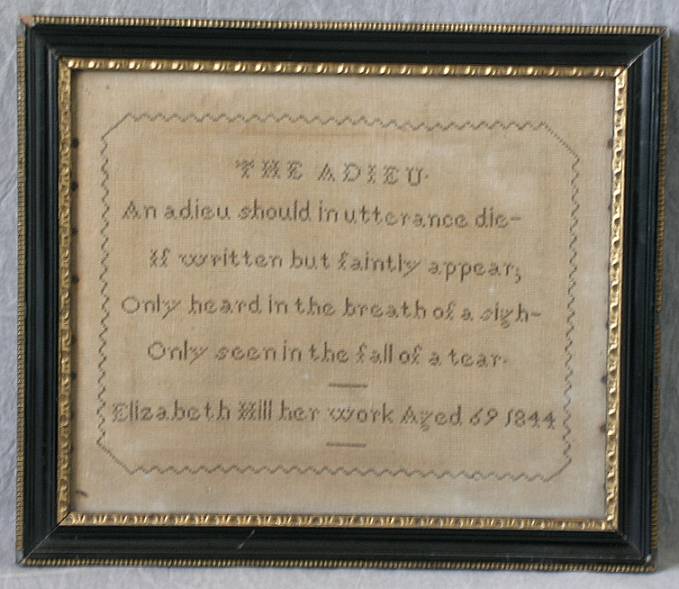 THE ADIEU.
An adieu should in utterance die-
If written but faintly appear;
Only heard in the breath of a sigh-
Only seen in the fall of a tear.
Elizabeth Hill her work Aged 69 1844